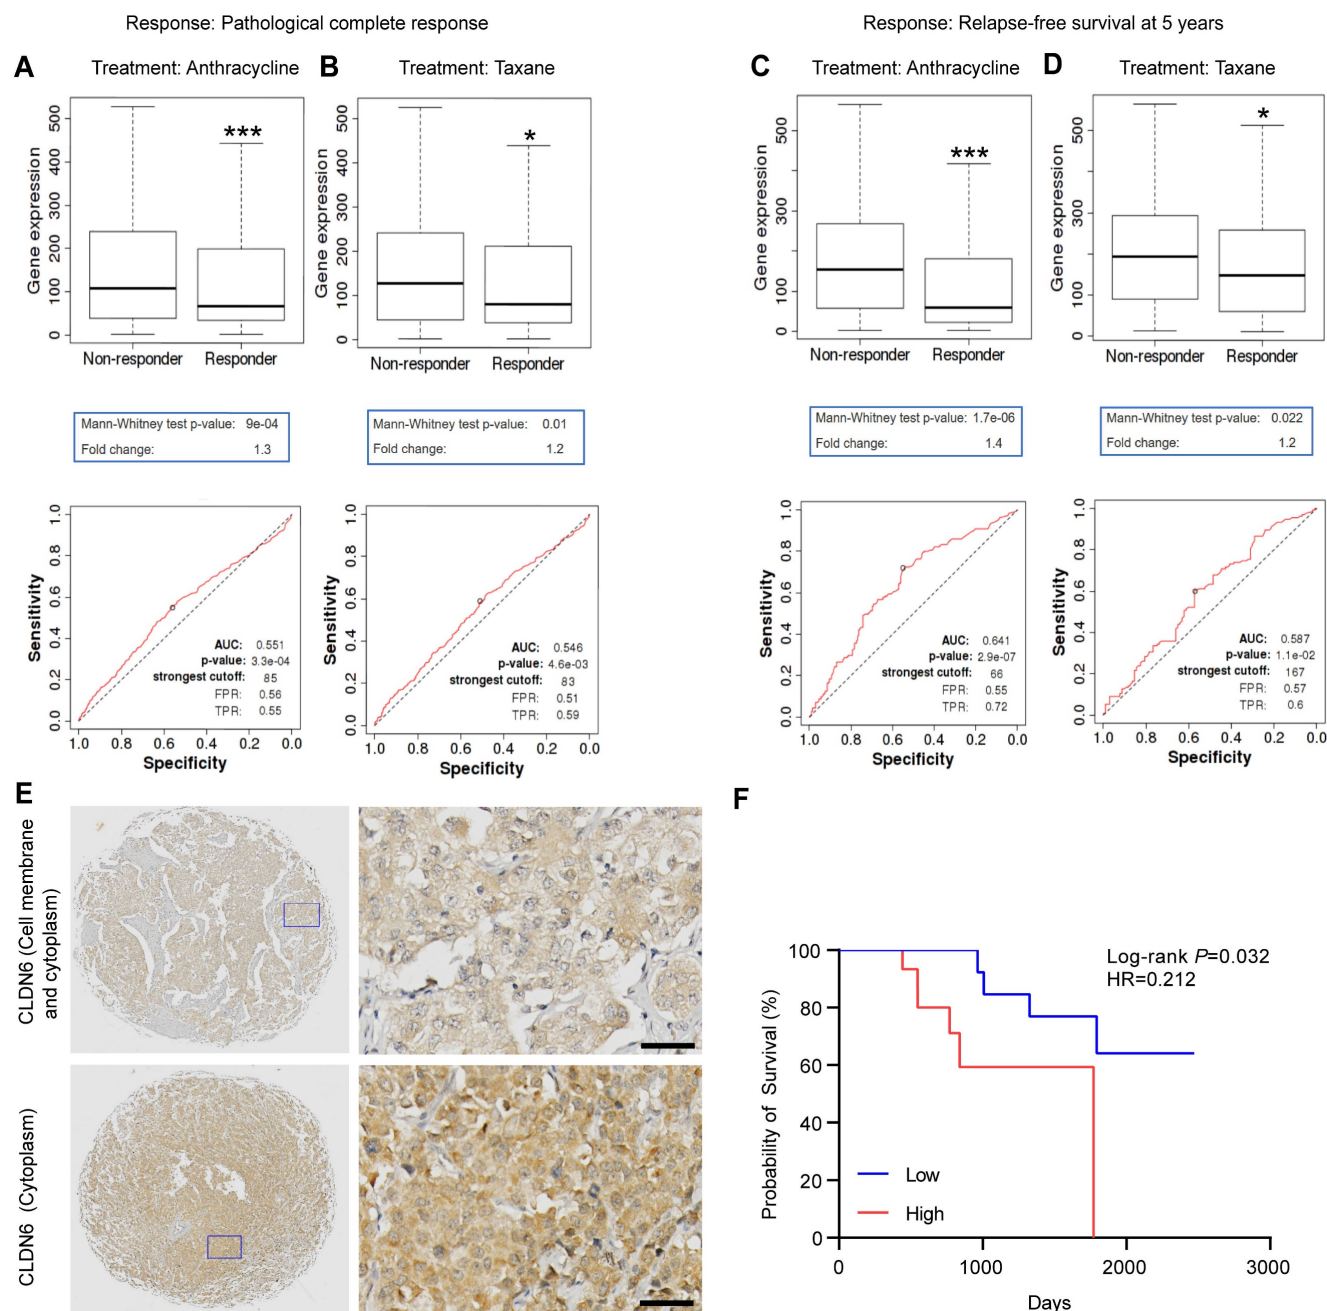 Response: Pathological complete response
Response: Relapse-free survival at 5 years
A
Treatment: Anthracycline
B
Treatment: Taxane
C
Treatment: Anthracycline
D
Treatment: Taxane
Gene expression
0
100
200
300
400
500
***
Non-responder
Responder
Gene expression
0
100
200
300
400
500
*
Non-responder
Responder
Gene expression
0
100
300
500
***
Non-responder
Responder
Gene expression
0
100
300
500
*
Non-responder
Responder
Mann-Whitney test p-value: 9e-04
Fold change: 1.3
Mann-Whitney test p-value: 0.01
Fold change: 1.2
Mann-Whitney test p-value: 1.7e-06
Fold change: 1.4
Mann-Whitney test p-value: 0.022
Fold change: 1.2
Sensitivity
0.0
0.2
0.4
0.6
0.8
1.0
AUC: 0.551
p-value: 3.3e-04
strongest cutoff: 85
FPR: 0.56
TPR: 0.55
1.0 0.8 0.6 0.4 0.2 0.0
Specificity
Sensitivity
0.0
0.2
0.4
0.6
0.8
1.0
AUC: 0.546
p-value: 4.6e-03
strongest cutoff: 83
FPR: 0.51
TPR: 0.59
1.0 0.8 0.6 0.4 0.2 0.0
Specificity
Sensitivity
0.0
0.2
0.4
0.6
0.8
1.0
AUC: 0.641
p-value: 2.9e-07
strongest cutoff: 66
FPR: 0.55
TPR: 0.72
1.0 0.8 0.6 0.4 0.2 0.0
Specificity
Sensitivity
0.0
0.2
0.4
0.6
0.8
1.0
AUC: 0.587
p-value: 1.1e-02
strongest cutoff: 167
FPR: 0.57
TPR: 0.6
1.0 0.8 0.6 0.4 0.2 0.0
Specificity
E
CLDN6 (Cell membrane
and cytoplasm)
CLDN6 (Cytoplasm)
F
Probability of Survival (%)
100
80
60
40
20
0
Log-rank P=0.032
HR=0.212
Low
High
0 1000 2000 3000
Days